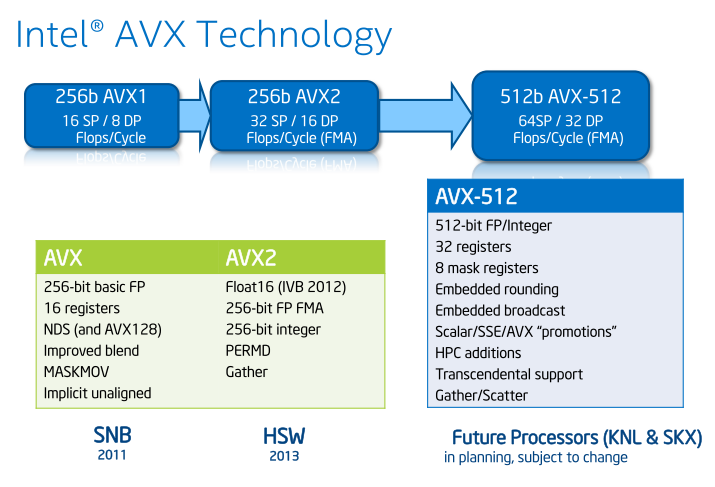 Intel® AVX Technology
256b AVX1
16 SP / 8 DP
Flops/Cycle
256b AVX2
32 SP / 16 DP
Flops/Cycle (FMA)
512b AVX-512
64SP / 32 DP
Flops/Cycle (FMA)
AVX
256-bit basic FP
16 registers
NDS (and AVX128)
Improved blend
MASKMOV
Implicit unaligned
SNB
2011
AVX2
Float16 (IVB 2012)
256-bit FP FMA
256-bit integer
PERMD
Gather
HSW
2013
AVX-512
512-bit FP/Integer
32 registers
8 mask registers
Embedded rounding
Embedded broadcast
Scalar/SSE/AVX “promotions”
HPC additions
Transcendental support
Gather/Scatter
Future Processors (KNL & SKX)
in planning, subject to change